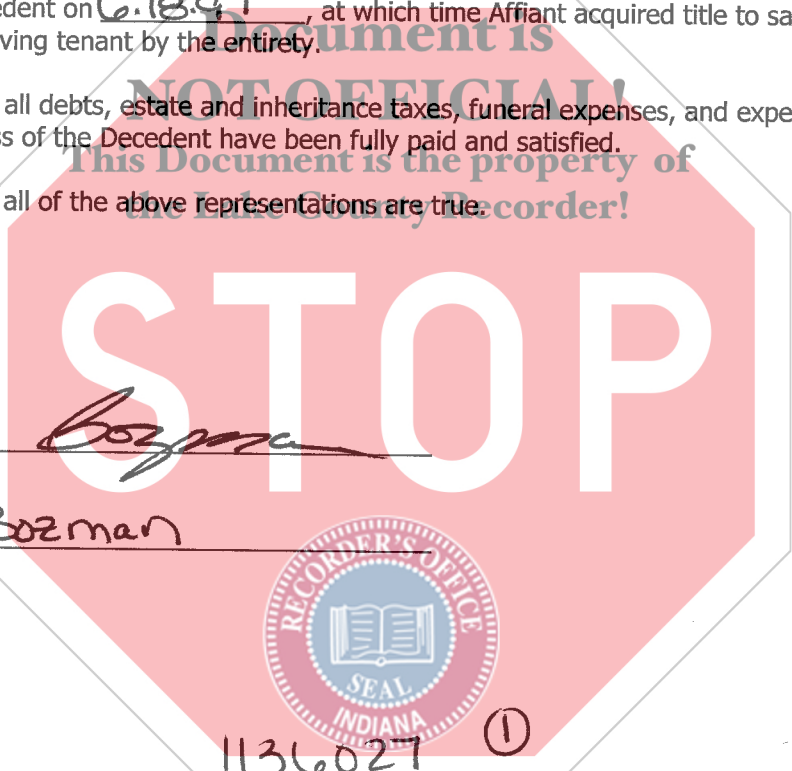 edent on 6.18.91, at which time Affiant acquired title to sa
ving tenant by the entirety.
Document is
NOT OFFICIAL!
all debts, estate and inheritance taxes, funeral expenses, and expe
s of the Decedent have been fully paid and satisfied.
This Document is the property of
the Lake County Recorder!
all of the above representations are true.
STOP
Bozman
Bozman
RECORDER'S OFFICE
SEAL
INDIANA
1136027 1